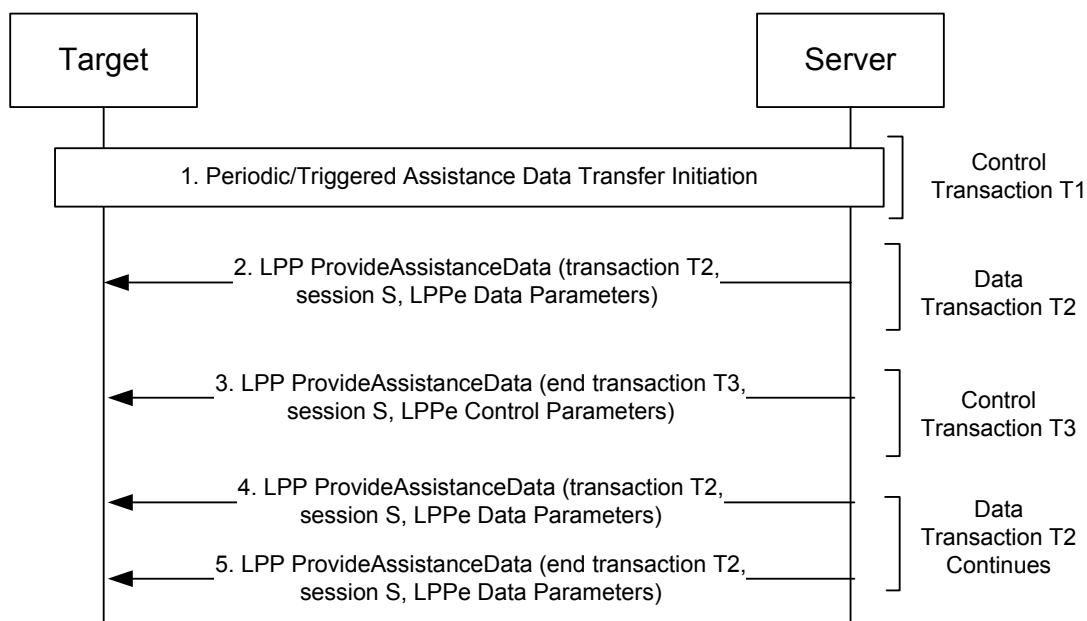 Target
Server
1. Periodic/Triggered Assistance Data Transfer Initiation
Control
Transaction T1
2. LPP ProvideAssistanceData (transaction T2,
session S, LPPe Data Parameters)
Data
Transaction T2
3. LPP ProvideAssistanceData (end transaction T3,
session S, LPPe Control Parameters)
Control
Transaction T3
4. LPP ProvideAssistanceData (transaction T2,
session S, LPPe Data Parameters)
5. LPP ProvideAssistanceData (end transaction T2,
session S, LPPe Data Parameters)
Data
Transaction T2
Continues